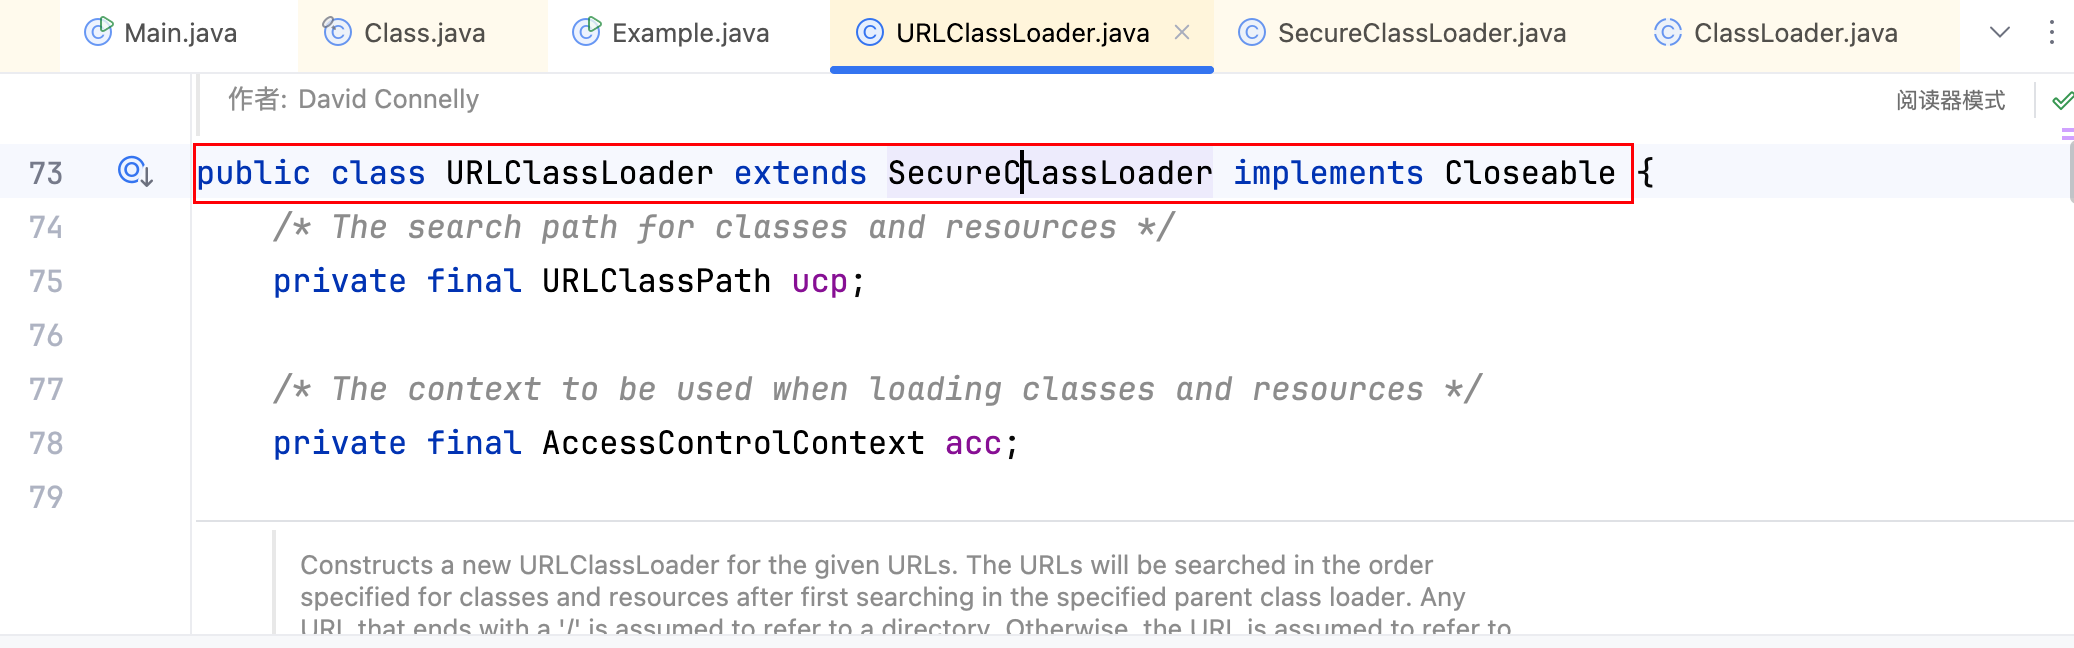 Main.java Class.java Example.java URLClassLoader.java SecureClassLoader.java ClassLoader.java
作者: David Connelly
阅读器模式
73 public class URLClassLoader extends SecureClassLoader implements Closeable {
74 /* The search path for classes and resources */
75 private final URLClassPath ucp;
76
77 /* The context to be used when loading classes and resources */
78 private final AccessControlContext acc;
79
Constructs a new URLClassLoader for the given URLs. The URLs will be searched in the order
specified for classes and resources after first searching in the specified parent class loader. Any
URL that ends with a '/' is assumed to refer to a directory. Otherwise, the URL is assumed to refer to